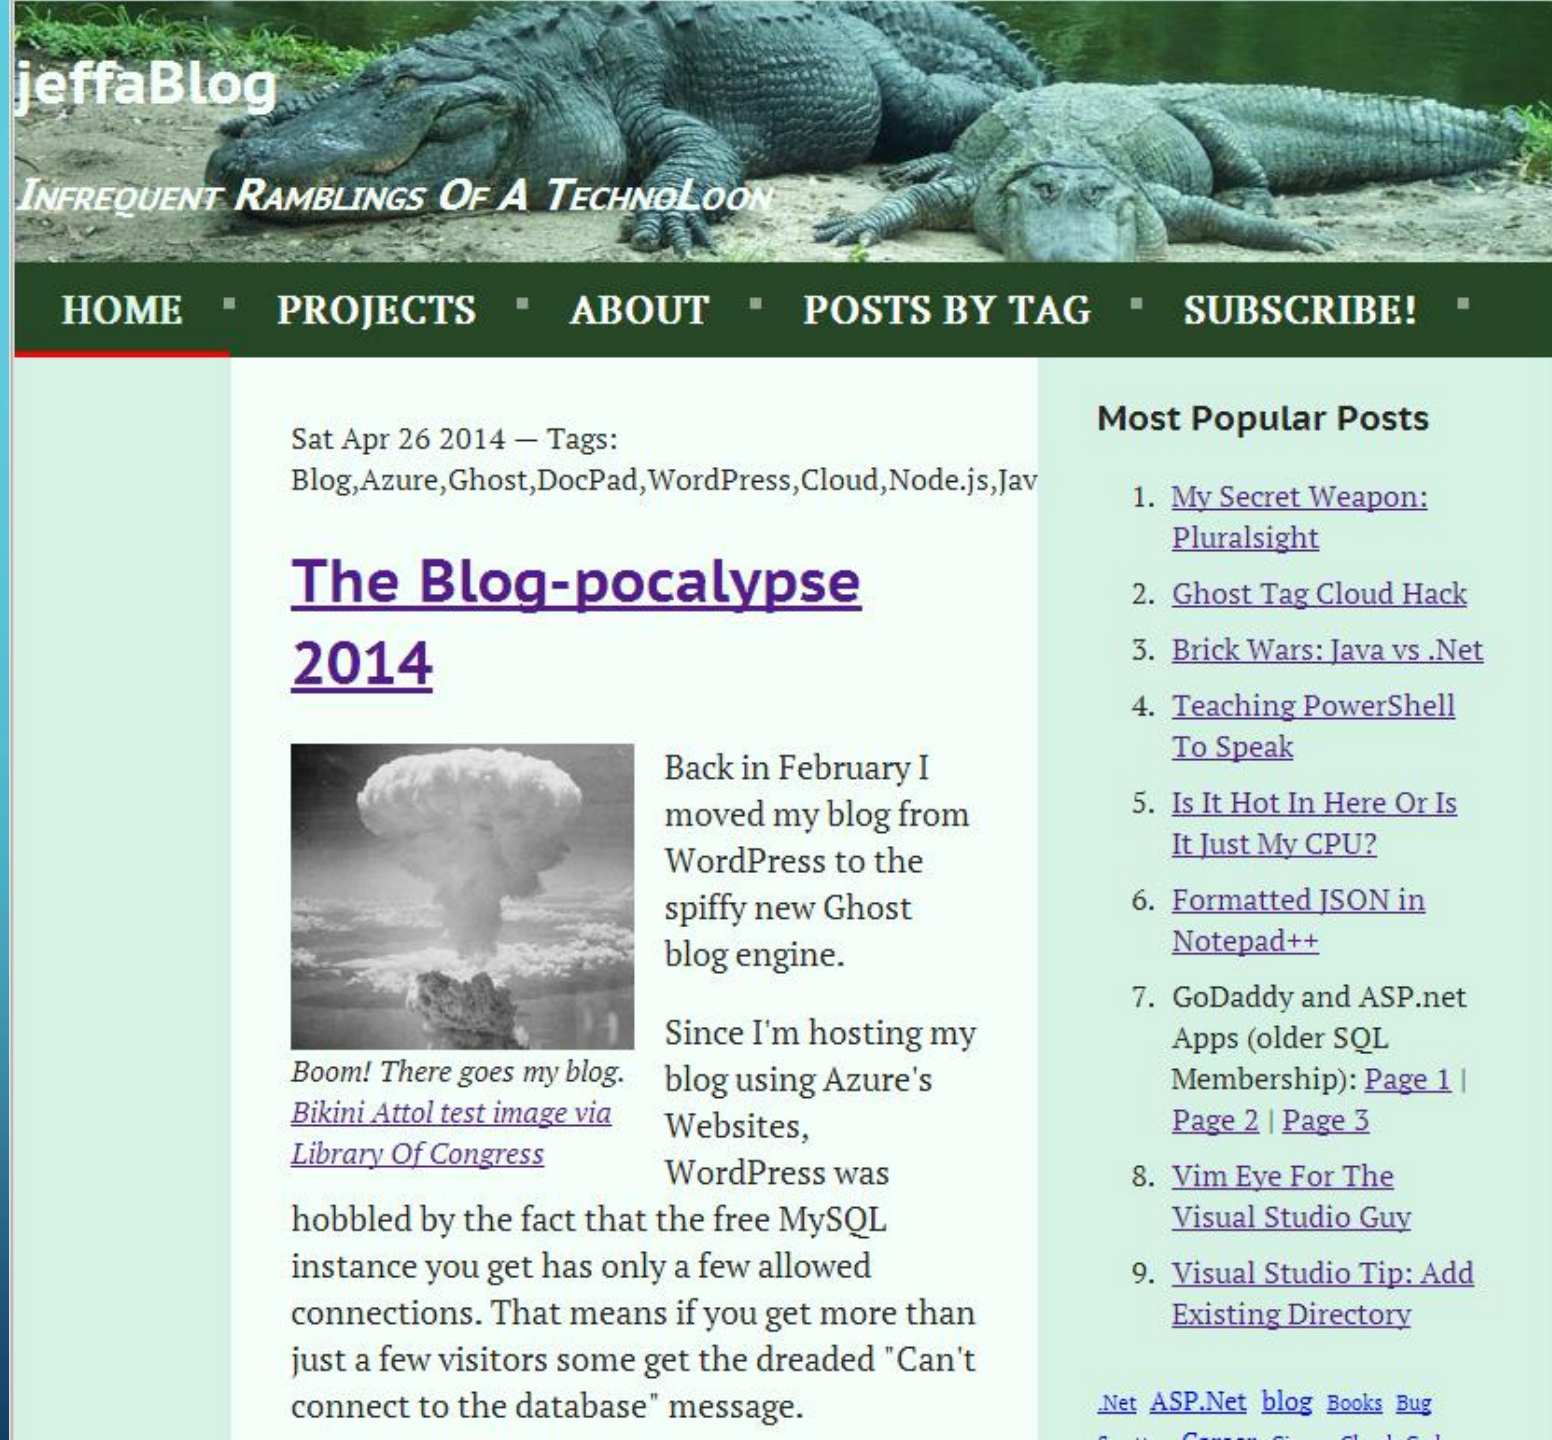 jeffaBlog
Infrequent Ramblings Of A TechnoLoon
HOME ▪ PROJECTS ▪ ABOUT ▪ POSTS BY TAG ▪ SUBSCRIBE! ▪
Sat Apr 26 2014 — Tags:
Blog,Azure,Ghost,DocPad,WordPress,Cloud,Node.js,Jav
The Blog-pocalypse
2014
Back in February I
moved my blog from
WordPress to the
spiffy new Ghost
blog engine.
Boom! There goes my blog.
Bikini Attol test image via
Library Of Congress
Since I'm hosting my
blog using Azure's
Websites,
WordPress was
hobbled by the fact that the free MySQL
instance you get has only a few allowed
connections. That means if you get more than
just a few visitors some get the dreaded "Can't
connect to the database" message.
Most Popular Posts
1. My Secret Weapon:
Pluralsight
2. Ghost Tag Cloud Hack
3. Brick Wars: Java vs .Net
4. Teaching PowerShell
To Speak
5. Is It Hot In Here Or Is
It Just My CPU?
6. Formatted JSON in
Notepad++
7. GoDaddy and ASP.net
Apps (older SQL
Membership): Page 1 |
Page 2 | Page 3
8. Vim Eye For The
Visual Studio Guy
9. Visual Studio Tip: Add
Existing Directory
.Net ASP.Net blog Books Bug